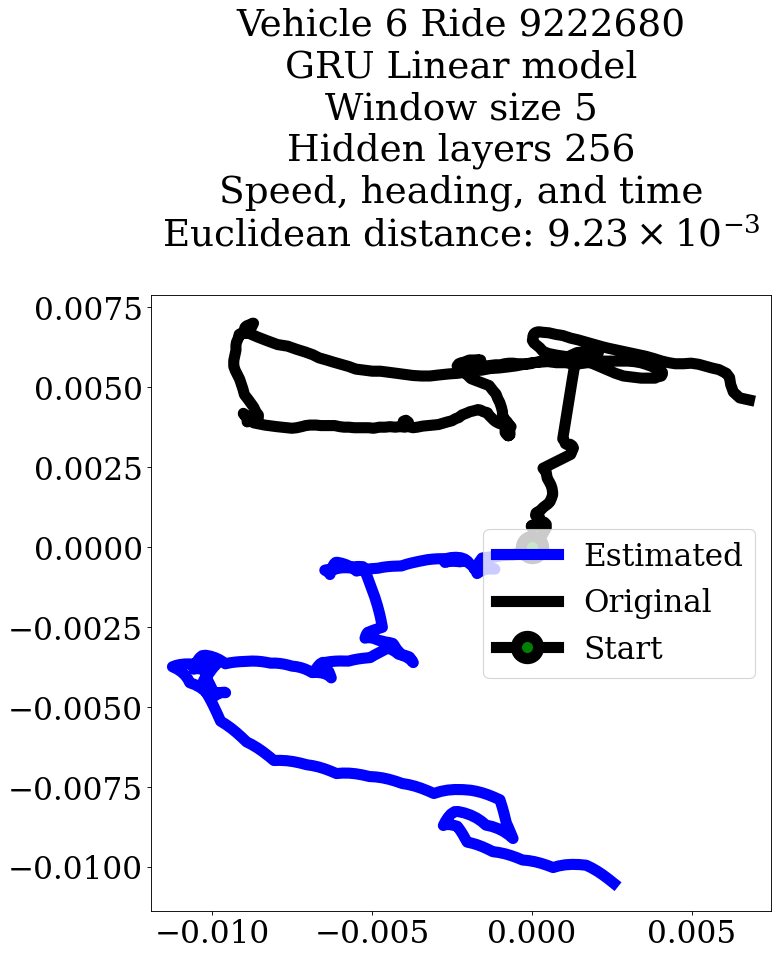 Vehicle 6 Ride 9222680
GRU Linear model
Window size 5
Hidden layers 256
Speed, heading, and time
Euclidean distance: 9.23 × 10⁻³
0.0075
0.0050
0.0025
0.0000
−0.0025
−0.0050
−0.0075
−0.0100
Estimated
Original
Start
−0.010
−0.005
0.000
0.005